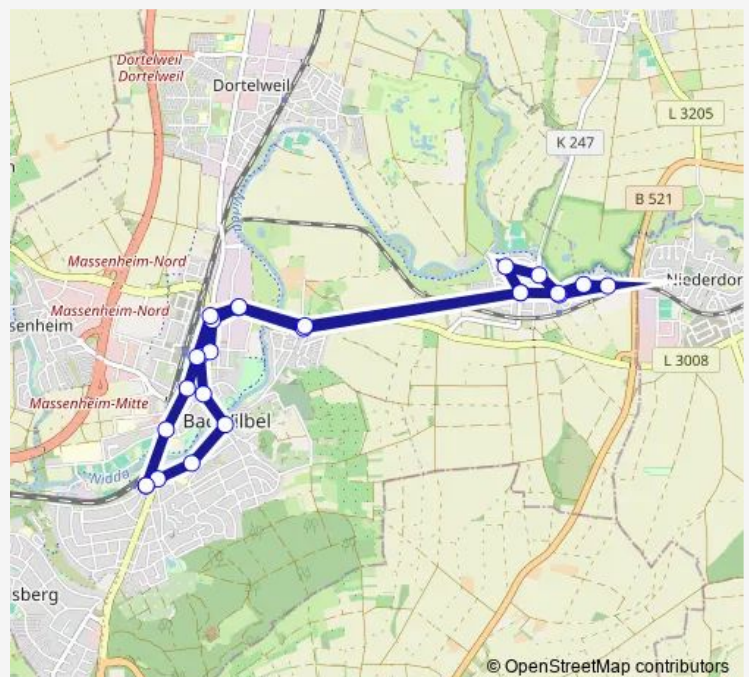 Dortelweil
Dortelweil
Dortelweil
L 3205
K 247
B 521
Massenheim-Nord
Nidda
Niederdor
Massenheim-Nord
senheim
L 3008
Massenheim-Mitte
Bad Vilbel
Nidda
sberg
© OpenStreetMap contributors